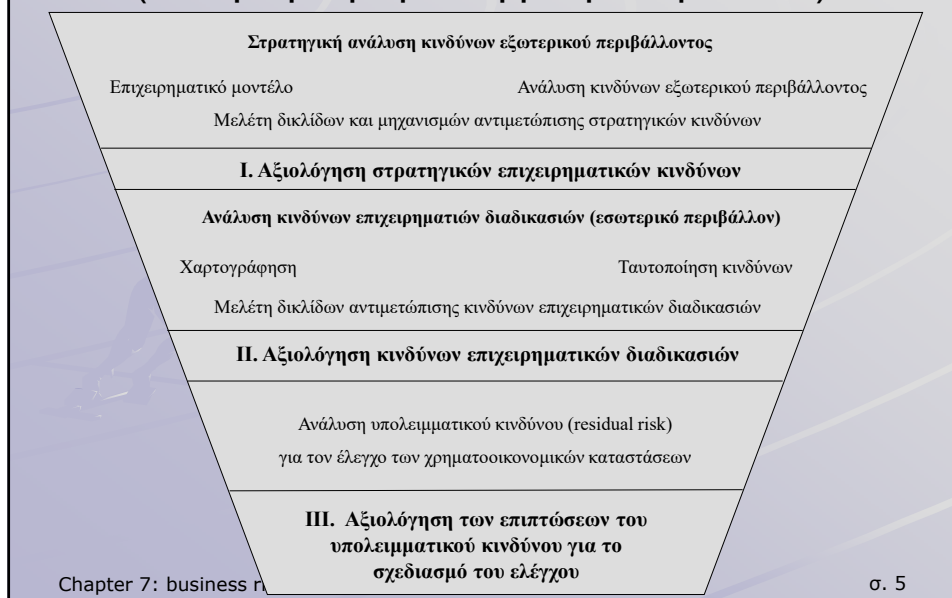 Στρατηγική ανάλυση κινδύνων εξωτερικού περιβάλλοντος
Επιχειρηματικό μοντέλο Ανάλυση κινδύνων εξωτερικού περιβάλλοντος
Μελέτη δικλίδων και μηχανισμών αντιμετώπισης στρατηγικών κινδύνων
Ι. Αξιολόγηση στρατηγικών επιχειρηματικών κινδύνων
Ανάλυση κινδύνων επιχειρηματιών διαδικασιών (εσωτερικό περιβάλλον)
Χαρτογράφηση Ταυτοποίηση κινδύνων
Μελέτη δικλίδων αντιμετώπισης κινδύνων επιχειρηματικών διαδικασιών
ΙΙ. Αξιολόγηση κινδύνων επιχειρηματικών διαδικασιών
Ανάλυση υπολειμματικού κινδύνου (residual risk)
για τον έλεγχο των χρηματοοικονομικών καταστάσεων
ΙΙΙ. Αξιολόγηση των επιπτώσεων του
υπολειμματικού κινδύνου για το
σχεδιασμό του ελέγχου
Chapter 7: business σ. 5